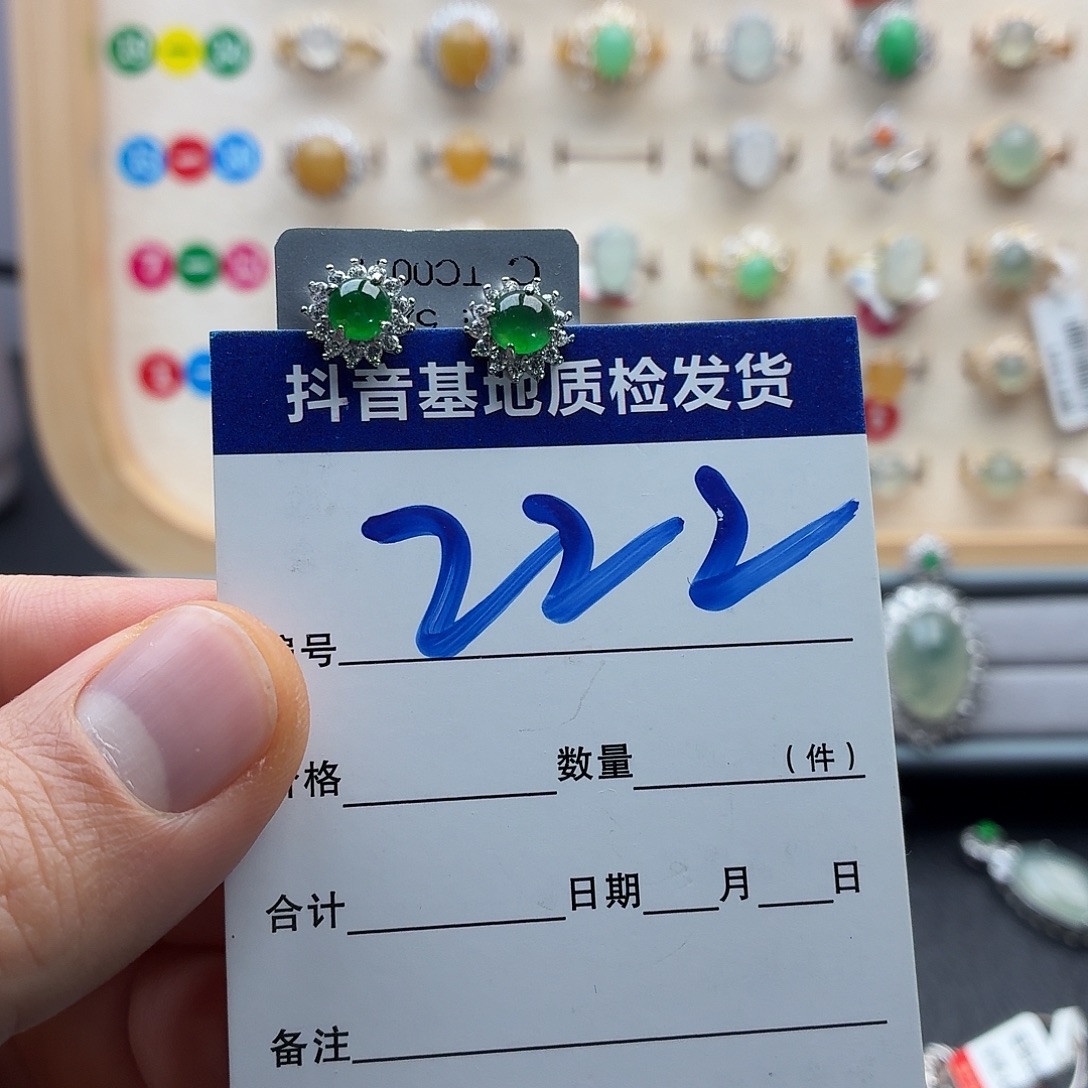 抖音基地质检发货
222
号
格 数量 (件)
合计 日期 月 日
备注